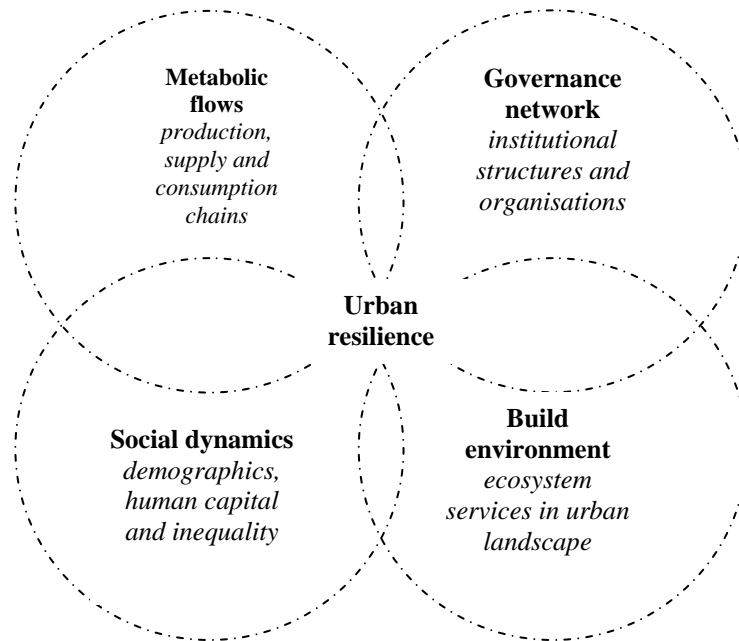 Metabolic
flows
production,
supply and
consumption
chains
Governance
network
institutional
structures and
organisations
Urban
resilience
Social dynamics
demographics,
human capital
and inequality
Build
environment
ecosystem
services in urban
landscape